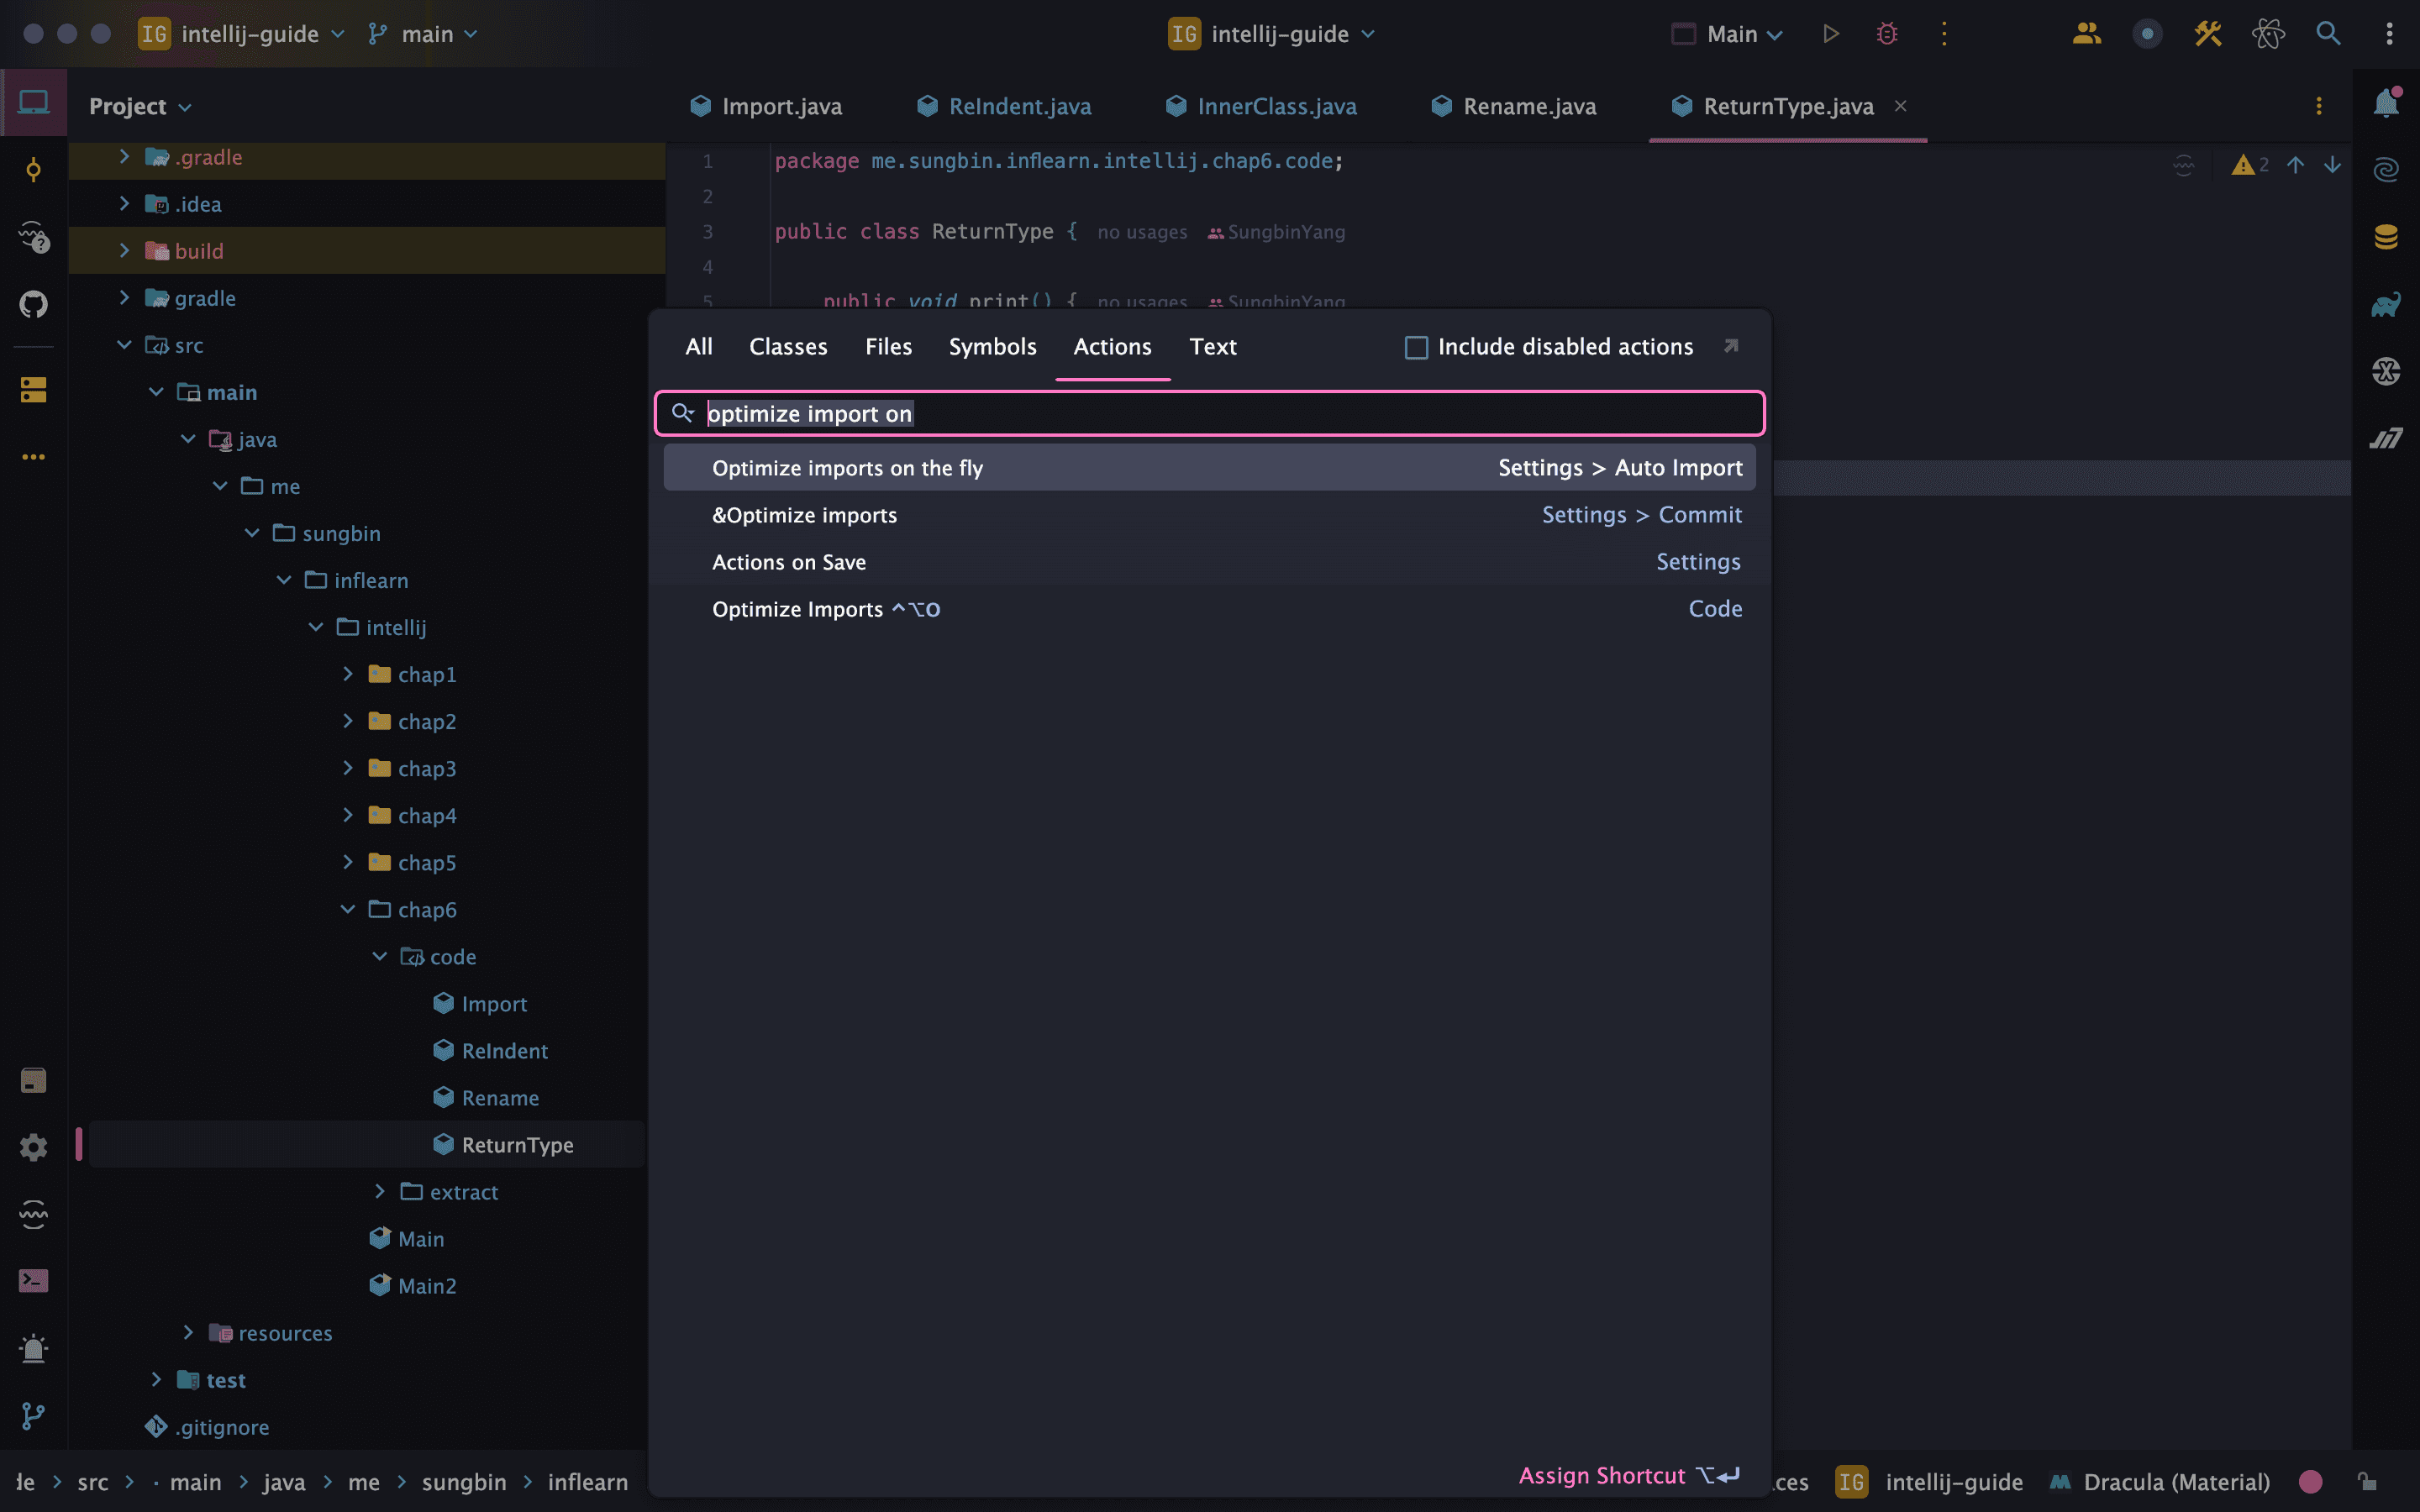 IG intellij-guide main IG intellij-guide Main
Project
Import.java ReIndent.java InnerClass.java Rename.java ReturnType.java
.gradle
.idea
build
gradle
src
main
java
me
sungbin
inflearn
intellij
chap1
chap2
chap3
chap4
chap5
chap6
code
Import
ReIndent
Rename
ReturnType
extract
Main
Main2
resources
test
.gitignore
1 package me.sungbin.inflearn.intellij.chap6.code; 2
2
3 public class ReturnType { no usages SungbinYang
4
5 public void print() { no usages SungbinYang
All Classes Files Symbols Actions Text Include disabled actions
optimize import on
Optimize imports on the fly Settings > Auto Import
&Optimize imports Settings > Commit
Actions on Save Settings
Optimize Imports ^⌥O Code
Assign Shortcut ⌥↩
de > src > main > java > me > sungbin > inflearn IG intellij-guide Dracula (Material)